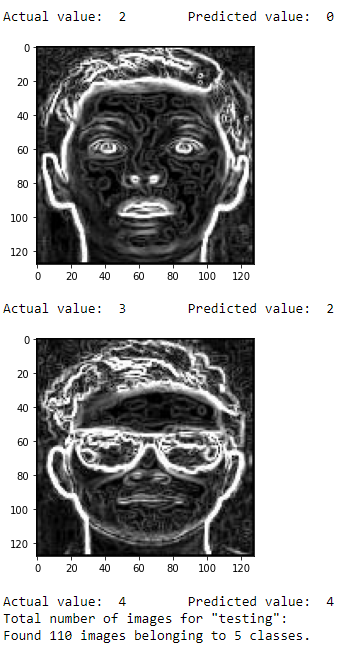 Actual value:  2        Predicted value:  0
0
20
40
60
80
100
120
0 20 40 60 80 100 120
Actual value:  3        Predicted value:  2
0
20
40
60
80
100
120
0 20 40 60 80 100 120
Actual value:  4        Predicted value:  4
Total number of images for "testing":
Found 110 images belonging to 5 classes.